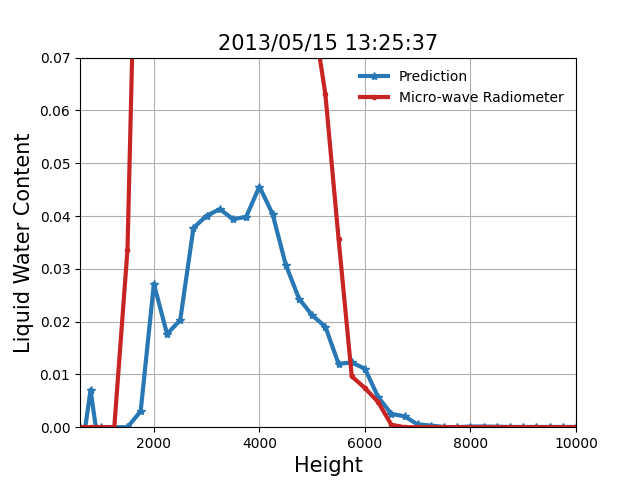 2013/05/15 13:25:37
Prediction
Micro-wave Radiometer
Liquid Water Content
0.07
0.06
0.05
0.04
0.03
0.02
0.01
0.00
2000 4000 6000 8000 10000
Height